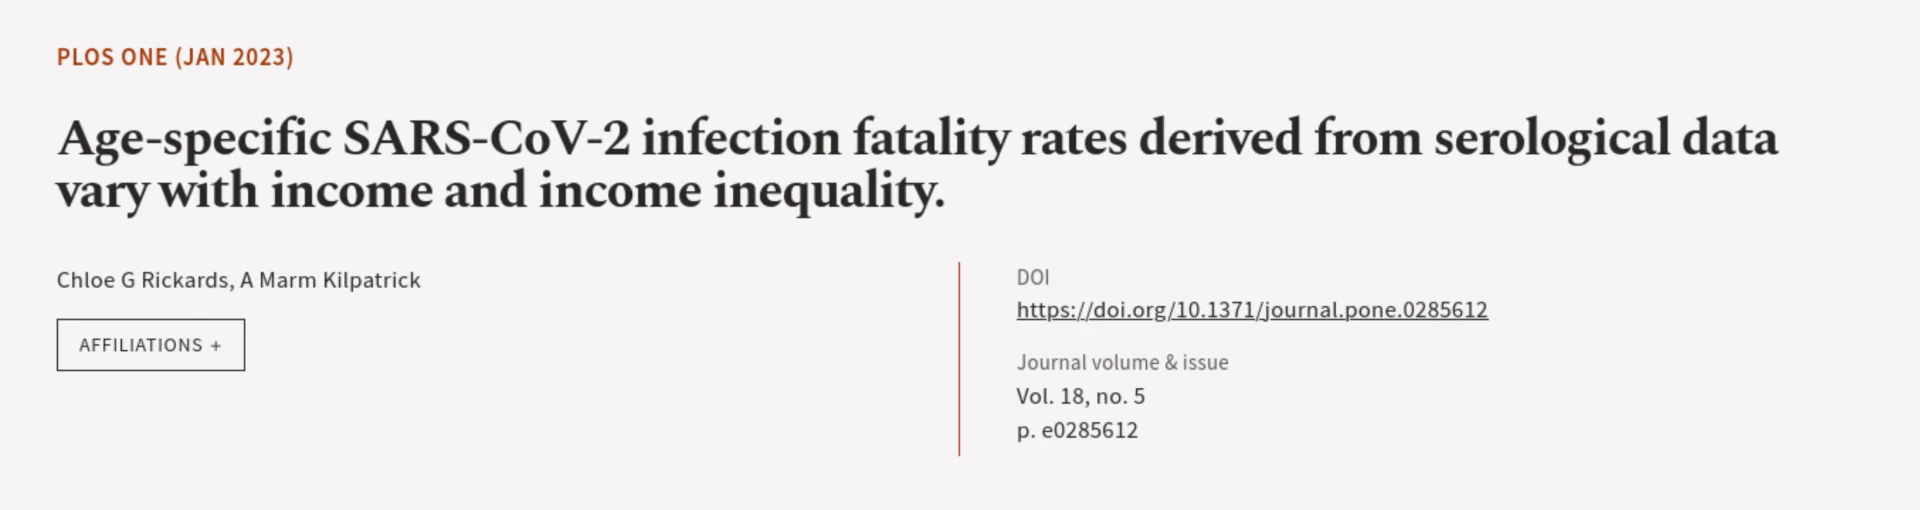 PLOS ONE (JAN 2023)
Age-specific SARS-CoV-2 infection fatality rates derived from serological data
vary with income and income inequality.
Chloe G Rickards, A Marm Kilpatrick
AFFILIATIONS +
DOI
https://doi.org/10.1371/journal.pone.0285612
Journal volume & issue
Vol. 18, no. 5
p. e0285612